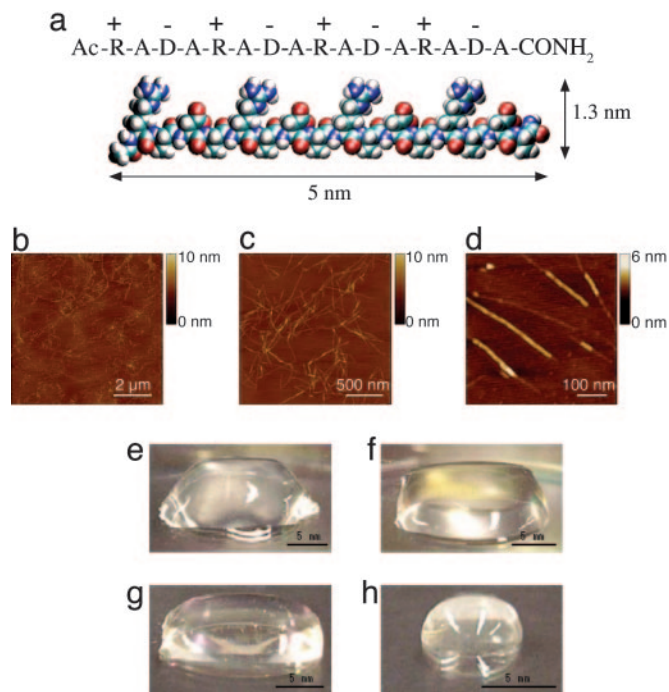 a
+ - + - + - + -
Ac-R-A-D-A-R-A-D-A-R-A-D -A-R-A-D-A-CONH₂
1.3 nm
5 nm
b c d
10 nm 10 nm 6 nm
0 nm 0 nm 0 nm
2 µm 500 nm 100 nm
e f
5 mm 5 mm
g h
5 mm 5 mm